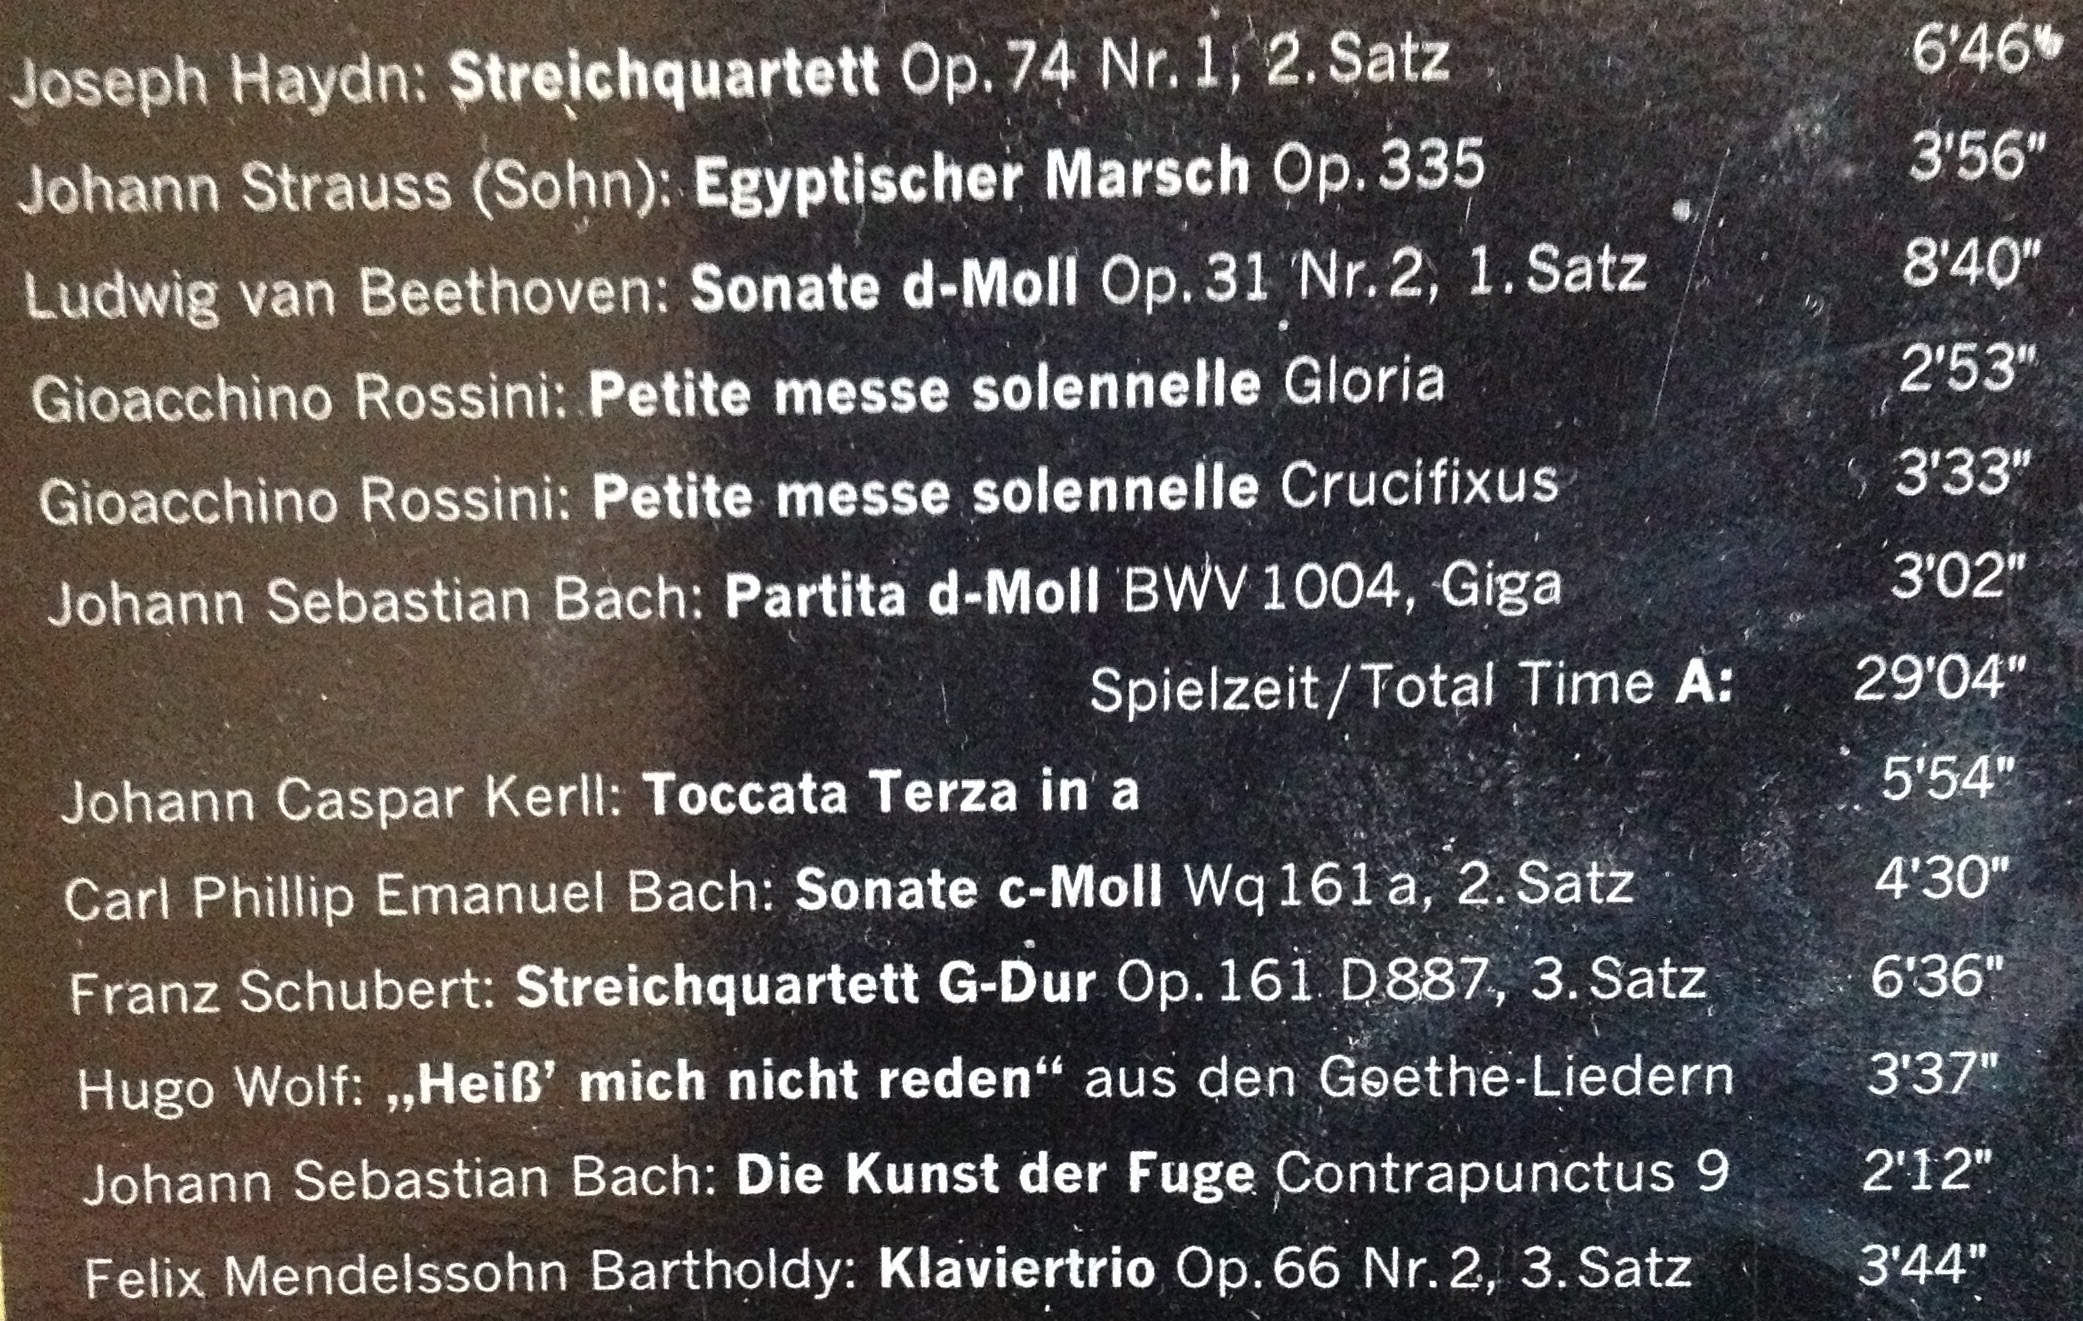 Joseph Haydn: Streichquartett Op. 74 Nr. 1, 2. Satz 6'46"
Johann Strauss (Sohn): Egyptischer Marsch Op. 335 3'56"
Ludwig van Beethoven: Sonate d-Moll Op. 31 Nr. 2, 1. Satz 8'40"
Gioacchino Rossini: Petite messe solennelle Gloria 2'53"
Gioacchino Rossini: Petite messe solennelle Crucifixus 3'33"
Johann Sebastian Bach: Partita d-Moll BWV 1004, Giga 3'02"
Spielzeit/Total Time A: 29'04"
Johann Caspar Kerll: Toccata Terza in a 5'54"
Carl Phillip Emanuel Bach: Sonate c-Moll Wq 161 a, 2. Satz 4'30"
Franz Schubert: Streichquartett G-Dur Op. 161 D 887, 3. Satz 6'36"
Hugo Wolf: „Heiß’ mich nicht reden“ aus den Goethe-Liedern 3'37"
Johann Sebastian Bach: Die Kunst der Fuge Contrapunctus 9 2'12"
Felix Mendelssohn Bartholdy: Klaviertrio Op. 66 Nr. 2, 3. Satz 3'44"